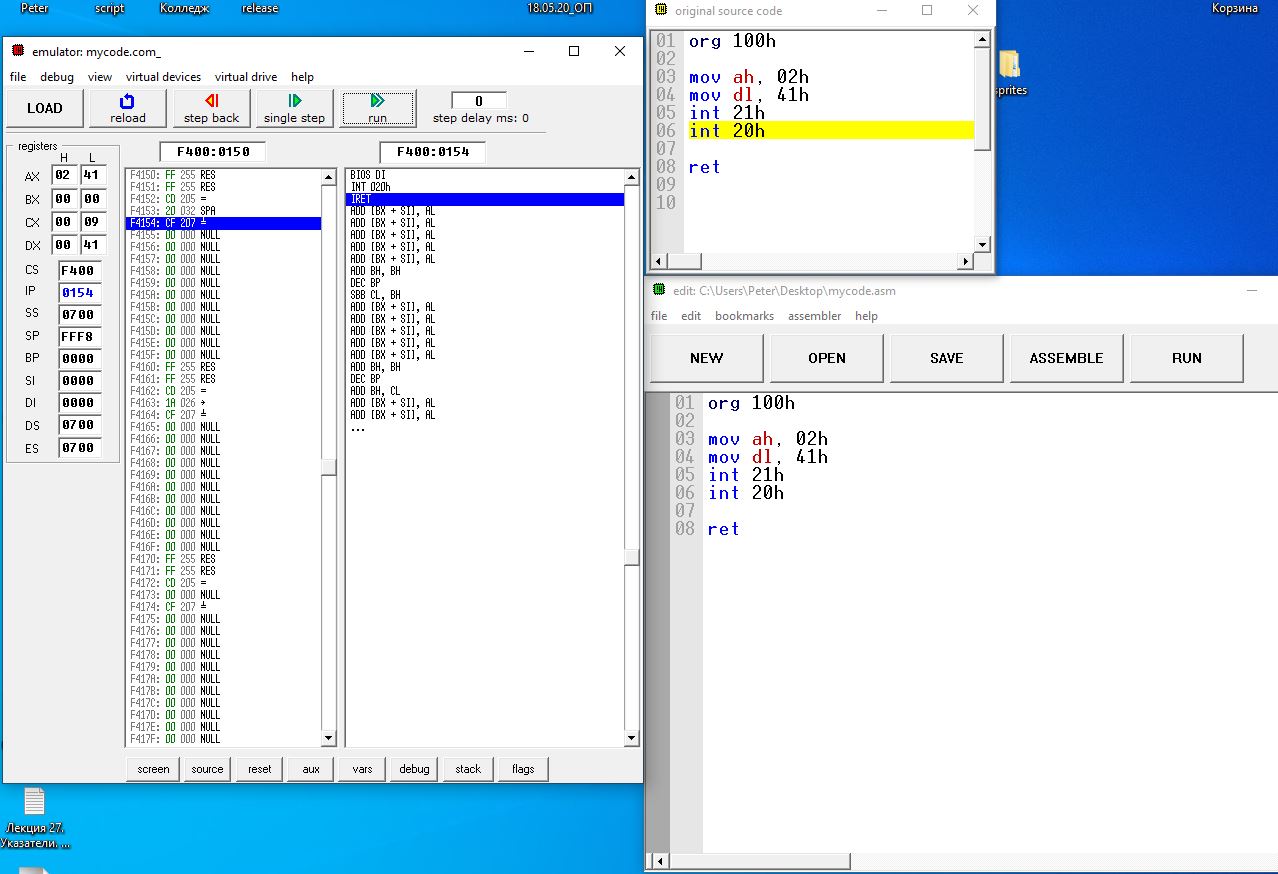 Peter script Колледж release 18.05.20_ОП Корзина
original source code
01 org 100h
02
03 mov ah, 02h
04 mov dl, 41h
05 int 21h
06 int 20h
07
08 ret
09
10
sprites
emulator: mycode.com_
file debug view virtual devices virtual drive help
LOAD reload step back single step run 0
step delay ms: 0
registers
H L
F400:0150 F400:0154
AX 02 41
BX 00 00
CX 00 09
DX 00 41
CS F400
IP 0154
SS 0700
SP FFF8
BP 0000
SI 0000
DI 0000
DS 0700
ES 0700
F4150: FF 255 RES
F4151: FF 255 RES
F4152: CD 205 =
F4153: 20 032 SPA
F4154: CF 207 ╧
F4155: 00 000 NULL
F4156: 00 000 NULL
F4157: 00 000 NULL
F4158: 00 000 NULL
F4159: 00 000 NULL
F415A: 00 000 NULL
F415B: 00 000 NULL
F415C: 00 000 NULL
F415D: 00 000 NULL
F415E: 00 000 NULL
F415F: 00 000 NULL
F4160: FF 255 RES
F4161: FF 255 RES
F4162: CD 205 =
F4163: 1A 026 →
F4164: CF 207 ╧
F4165: 00 000 NULL
F4166: 00 000 NULL
F4167: 00 000 NULL
F4168: 00 000 NULL
F4169: 00 000 NULL
F416A: 00 000 NULL
F416B: 00 000 NULL
F416C: 00 000 NULL
F416D: 00 000 NULL
F416E: 00 000 NULL
F416F: 00 000 NULL
F4170: FF 255 RES
F4171: FF 255 RES
F4172: CD 205 =
F4173: 00 000 NULL
F4174: CF 207 ╧
F4175: 00 000 NULL
F4176: 00 000 NULL
F4177: 00 000 NULL
F4178: 00 000 NULL
F4179: 00 000 NULL
F417A: 00 000 NULL
F417B: 00 000 NULL
F417C: 00 000 NULL
F417D: 00 000 NULL
F417E: 00 000 NULL
F417F: 00 000 NULL
BIOS DI
INT 020h
IRET
ADD [BX + SI], AL
ADD [BX + SI], AL
ADD [BX + SI], AL
ADD [BX + SI], AL
ADD [BX + SI], AL
ADD BH, BH
DEC BP
SBB CL, BH
ADD [BX + SI], AL
ADD [BX + SI], AL
ADD [BX + SI], AL
ADD [BX + SI], AL
ADD [BX + SI], AL
ADD BH, BH
DEC BP
ADD BH, CL
ADD [BX + SI], AL
ADD [BX + SI], AL
...
screen source reset aux vars debug stack flags
edit: C:\Users\Peter\Desktop\mycode.asm
file edit bookmarks assembler help
NEW OPEN SAVE ASSEMBLE RUN
01 org 100h
02
03 mov ah, 02h
04 mov dl, 41h
05 int 21h
06 int 20h
07
08 ret
Лекция 27.
Указатели. ...